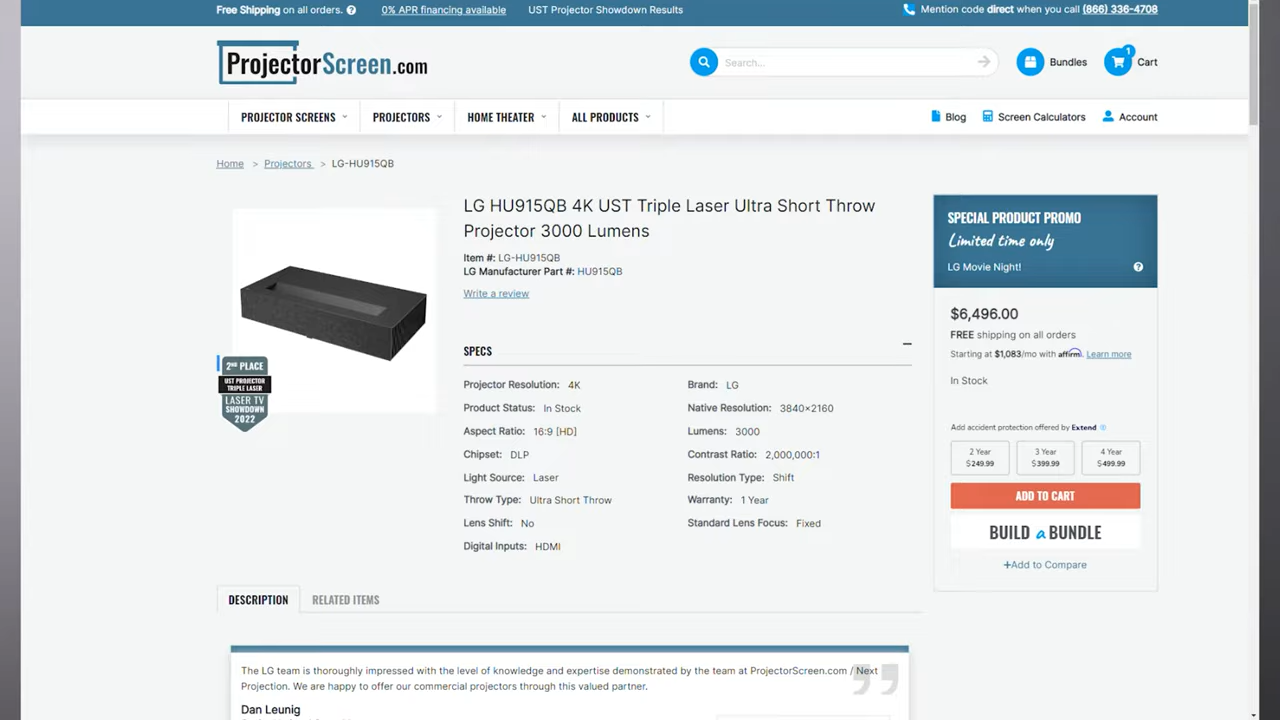 Free Shipping on all orders. ?
0% APR financing available
UST Projector Showdown Results
Mention code direct when you call (866) 336-4708
ProjectorScreen.com
Search...
Bundles
1
Cart
PROJECTOR SCREENS
PROJECTORS
HOME THEATER
ALL PRODUCTS
Blog
Screen Calculators
Account
Home > Projectors > LG-HU915QB
LG HU915QB 4K UST Triple Laser Ultra Short Throw
Projector 3000 Lumens
Item #: LG-HU915QB
LG Manufacturer Part #: HU915QB
Write a review
2ND PLACE
UST PROJECTOR
TRIPLE LASER
LASER TV
SHOWDOWN
2022
SPECS
Projector Resolution: 4K
Brand: LG
Product Status: In Stock
Native Resolution: 3840×2160
Aspect Ratio: 16:9 [HD]
Lumens: 3000
Chipset: DLP
Contrast Ratio: 2,000,000:1
Light Source: Laser
Resolution Type: Shift
Throw Type: Ultra Short Throw
Warranty: 1 Year
Lens Shift: No
Standard Lens Focus: Fixed
Digital Inputs: HDMI
SPECIAL PRODUCT PROMO
Limited time only
LG Movie Night! ?
$6,496.00
FREE shipping on all orders
Starting at $1,083/mo with affirm. Learn more
In Stock
Add accident protection offered by Extend
2 Year
$249.99
3 Year
$399.99
4 Year
$499.99
ADD TO CART
BUILD a BUNDLE
+Add to Compare
DESCRIPTION
RELATED ITEMS
The LG team is thoroughly impressed with the level of knowledge and expertise demonstrated by the team at ProjectorScreen.com / Next
Projection. We are happy to offer our commercial projectors through this valued partner.
Dan Leunig